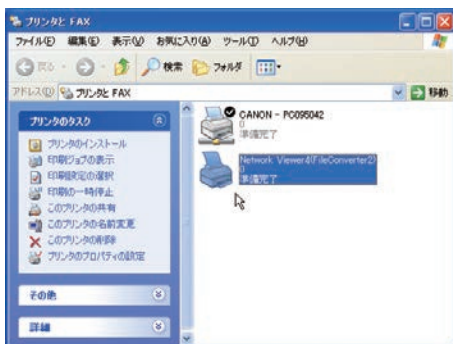 プリンタと FAX
ファイル(F) 編集(E) 表示(V) お気に入り(A) ツール(T) ヘルプ(H)
戻る 検索 フォルダ
アドレス(D) プリンタと FAX 移動
プリンタのタスク
プリンタのインストール
印刷ジョブの表示
印刷設定の選択
印刷の一時停止
このプリンタの共有
このプリンタの名前変更
このプリンタの削除
プリンタのプロパティの設定
その他
詳細
CANON - PC095042
0
準備完了
Network Viewer4(FileConverter2)
0
準備完了